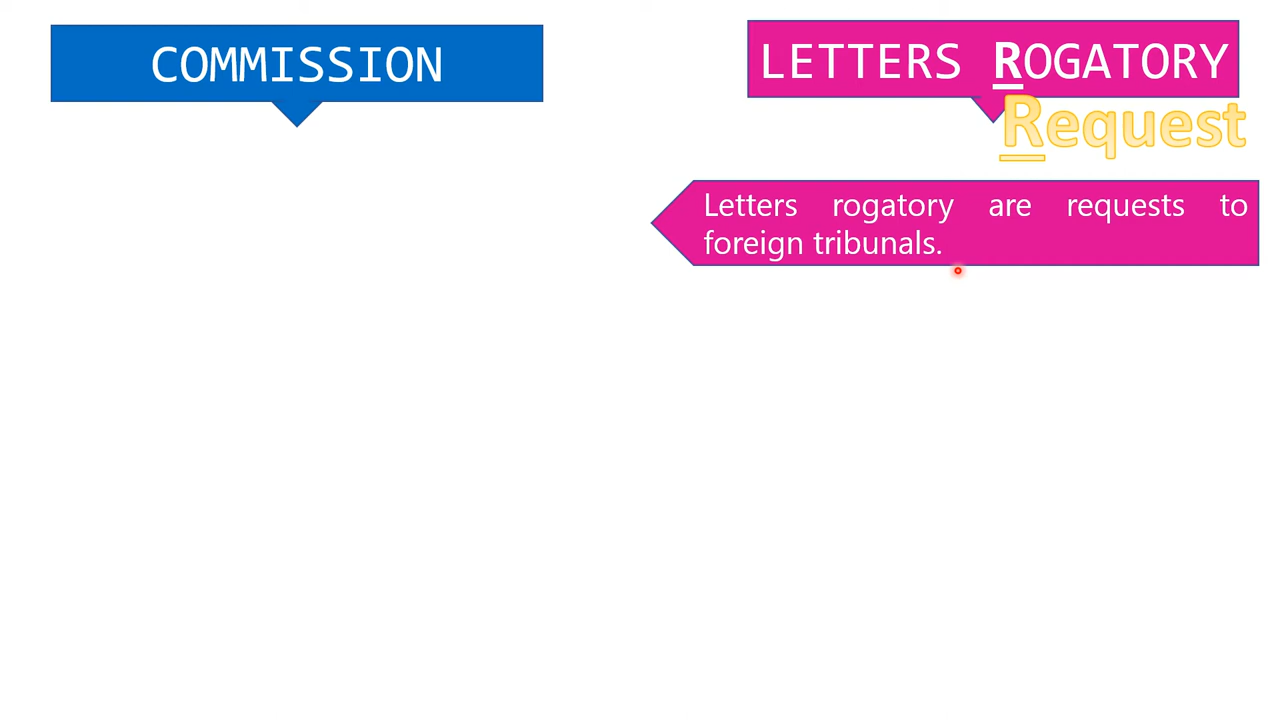 COMMISSION
LETTERS ROGATORY
Request
Letters rogatory are requests to
foreign tribunals.